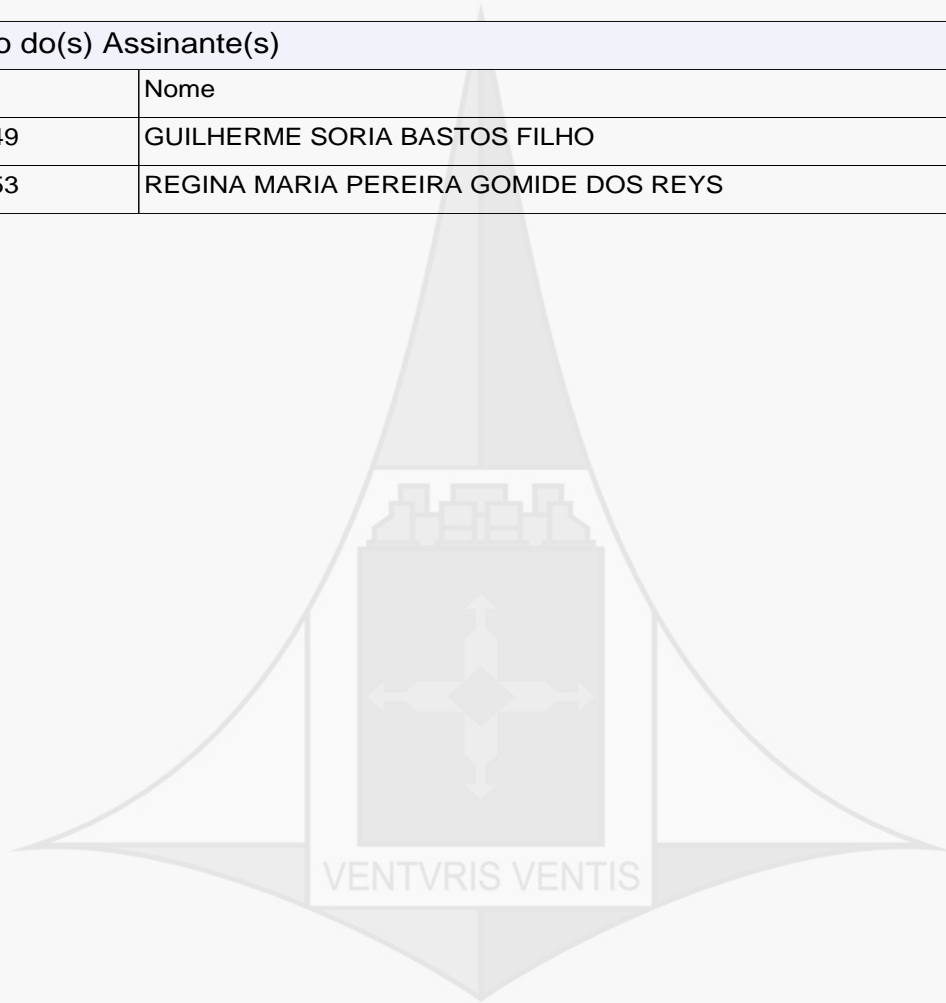 o do(s) Assinante(s)
Nome
49 GUILHERME SORIA BASTOS FILHO
53 REGINA MARIA PEREIRA GOMIDE DOS REYS
VENTVRIS VENTIS